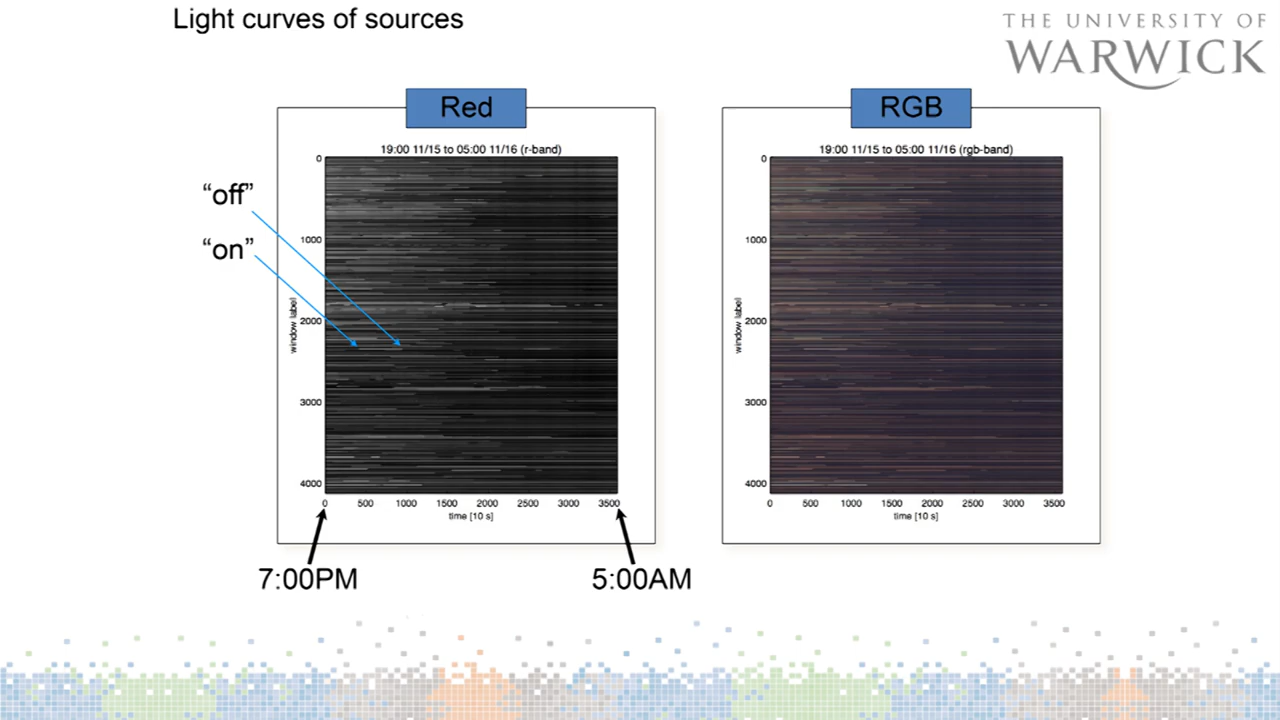 Light curves of sources
THE UNIVERSITY OF
WARWICK
Red
19:00 11/15 to 05:00 11/16 (r-band)
“off”
“on”
0
1000
2000
3000
4000
window label
0 500 1000 1500 2000 2500 3000 3500
time [10 s]
7:00PM
5:00AM
RGB
19:00 11/15 to 05:00 11/16 (rgb-band)
0
1000
2000
3000
4000
window label
0 500 1000 1500 2000 2500 3000 3500
time [10 s]